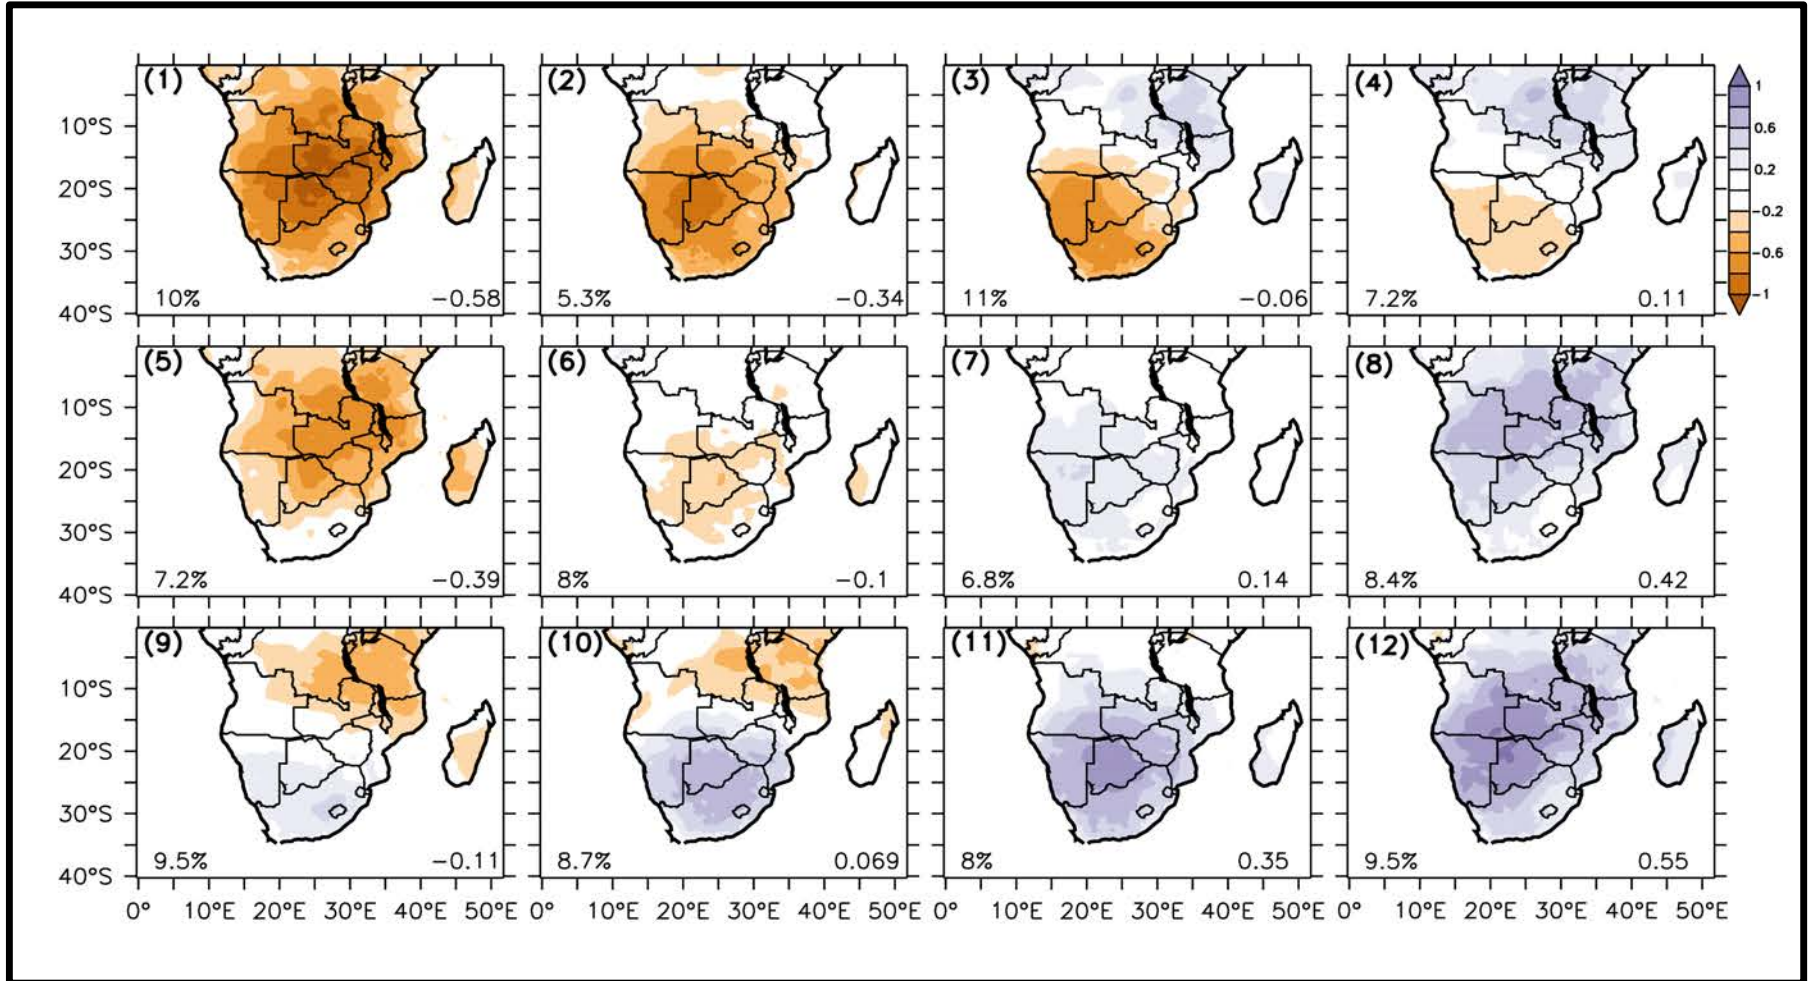 (1) (2) (3) (4)
1
0.6
0.2
−0.2
−0.6
−1
10°S
20°S
30°S
40°S
10% −0.58 5.3% −0.34 11% −0.06 7.2% 0.11
(5) (6) (7) (8)
10°S
20°S
30°S
40°S
7.2% −0.39 8% −0.1 6.8% 0.14 8.4% 0.42
(9) (10) (11) (12)
10°S
20°S
30°S
40°S
9.5% −0.11 8.7% 0.069 8% 0.35 9.5% 0.55
0° 10°E 20°E 30°E 40°E 50°E 0° 10°E 20°E 30°E 40°E 50°E 0° 10°E 20°E 30°E 40°E 50°E 0° 10°E 20°E 30°E 40°E 50°E